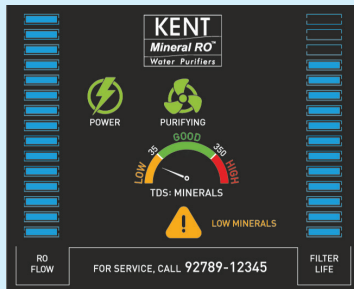 KENT
Mineral RO™
Water Purifiers
POWER
PURIFYING
LOW
35
GOOD
350
HIGH
TDS: MINERALS
LOW MINERALS
RO
FLOW
FOR SERVICE, CALL 92789-12345
FILTER
LIFE